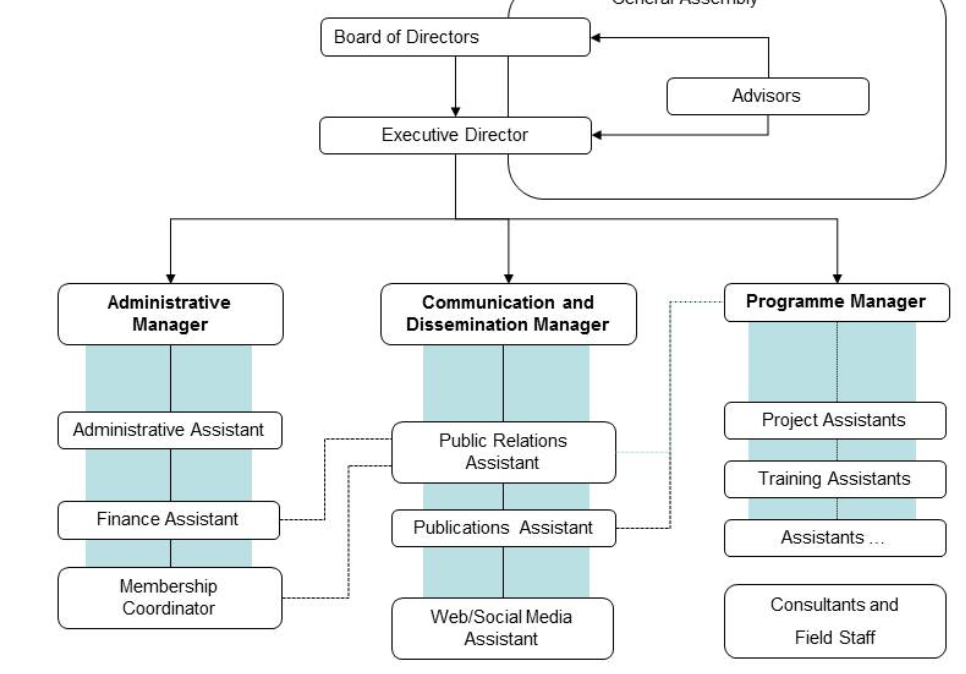 General Assembly
Board of Directors
Advisors
Executive Director
Administrative
Manager
Communication and
Dissemination Manager
Programme Manager
Administrative Assistant
Finance Assistant
Membership
Coordinator
Public Relations
Assistant
Publications Assistant
Web/Social Media
Assistant
Project Assistants
Training Assistants
Assistants ...
Consultants and
Field Staff